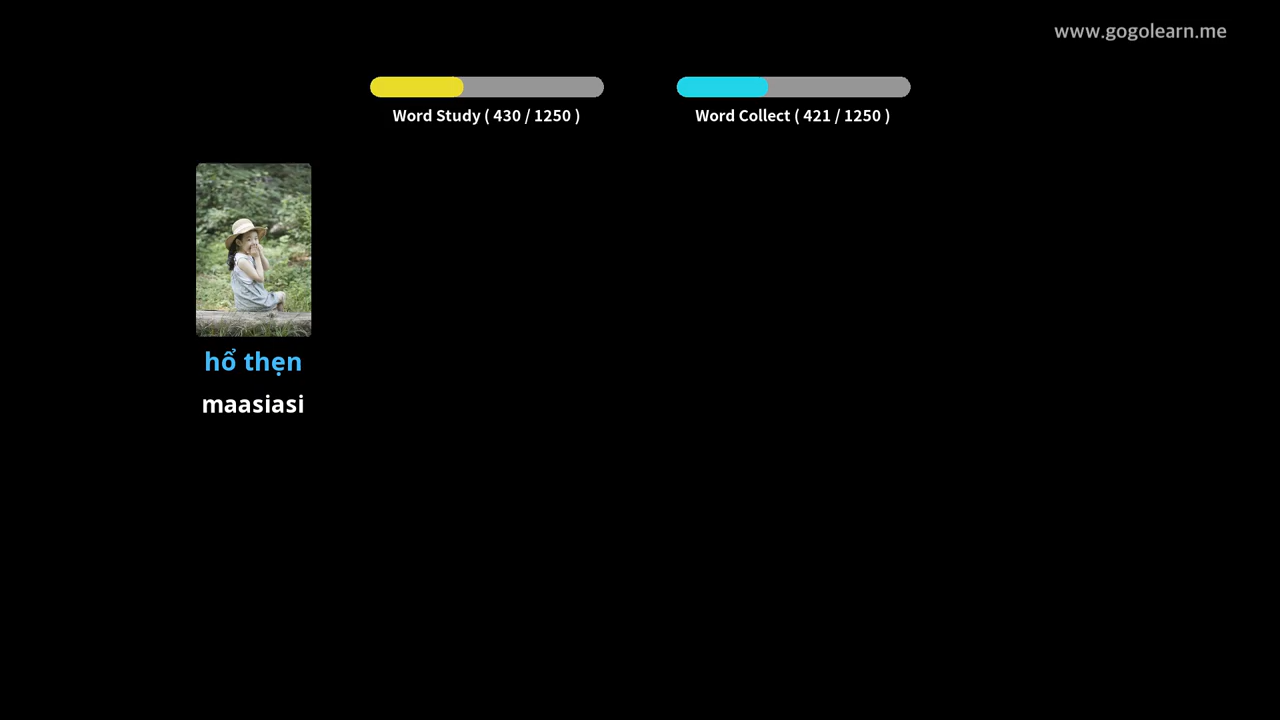 www.gogolearn.me
Word Study ( 430 / 1250 )
Word Collect ( 421 / 1250 )
hổ thẹn
maasiasi